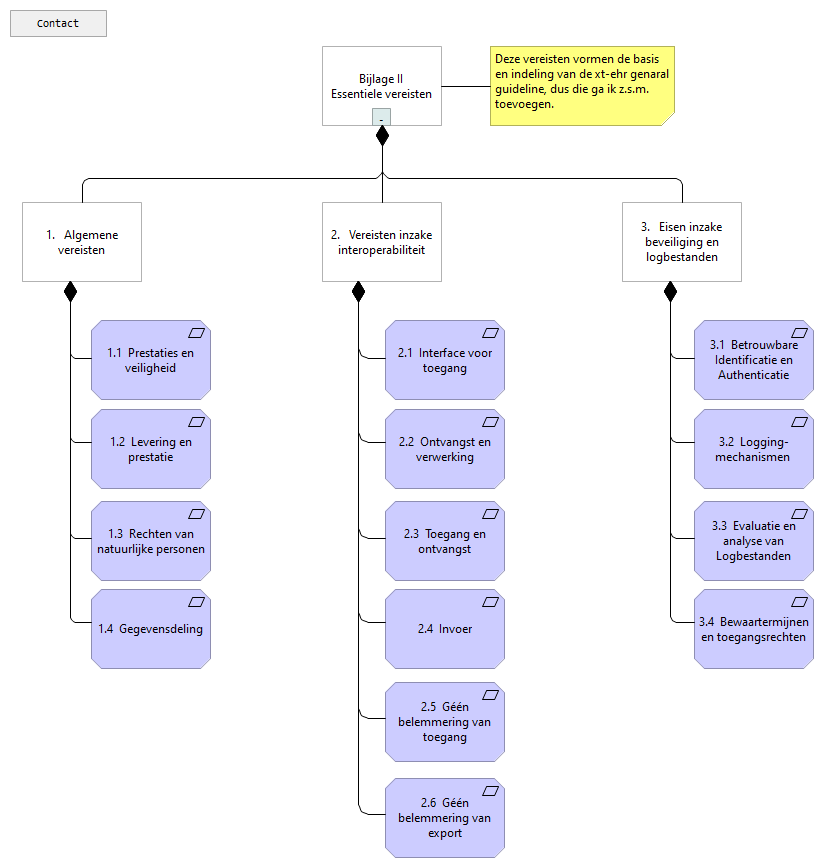 Contact
Bijlage II
Essentiele vereisten
-
Deze vereisten vormen de basis
en indeling van de xt-ehr genaral
guideline, dus die ga ik z.s.m.
toevoegen.
1. Algemene
vereisten
2. Vereisten inzake
interoperabiliteit
3. Eisen inzake
beveiliging en
logbestanden
1.1 Prestaties en
veiligheid
1.2 Levering en
prestatie
1.3 Rechten van
natuurlijke personen
1.4 Gegevensdeling
2.1 Interface voor
toegang
2.2 Ontvangst en
verwerking
2.3 Toegang en
ontvangst
2.4 Invoer
2.5 Géén
belemmering van
toegang
2.6 Géén
belemmering van
export
3.1 Betrouwbare
Identificatie en
Authenticatie
3.2 Logging-
mechanismen
3.3 Evaluatie en
analyse van
Logbestanden
3.4 Bewaartermijnen
en toegangsrechten